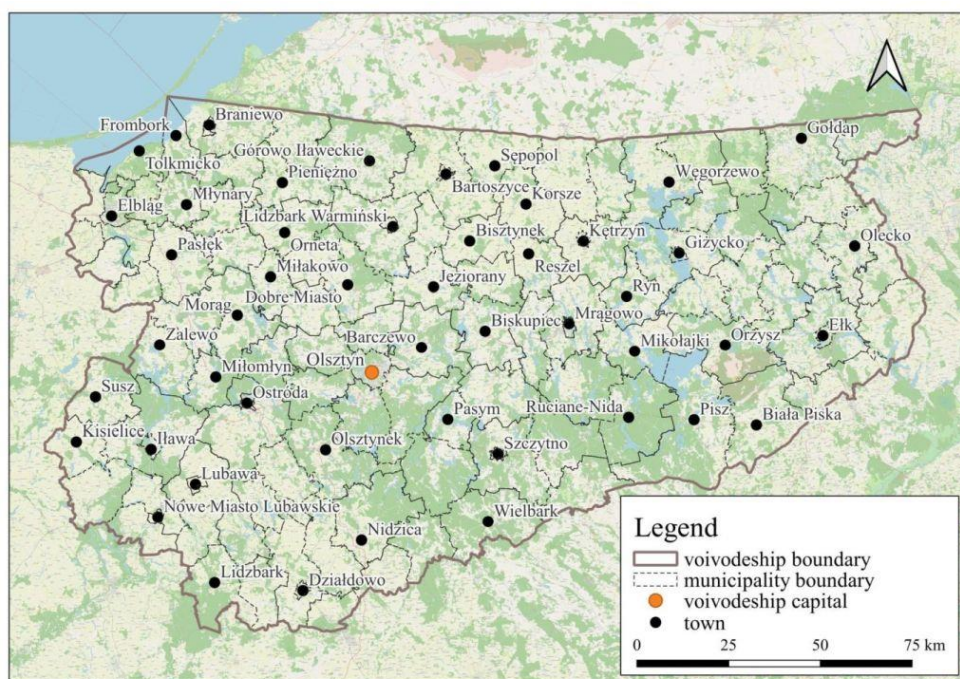 Braniewo
Frombork
Gołdap
Tolkmicko
Górowo Iławeckie
Sępopol
Pieniężno
Bartoszyce
Węgorzewo
Młynary
Korsze
Elbląg
Lidzbark Warmiński
Orneta
Bisztynek
Kętrzyn
Olecko
Pasłęk
Reszel
Giżycko
Miłakowo
Jeziorany
Dobre Miasto
Ryn
Morąg
Mrągowo
Biskupiec
Barczewo
Zalewo
Olsztyn
Mikołajki
Orzysz
Ełk
Miłomłyn
Susz
Ostróda
Pasym
Ruciane-Nida
Pisz
Biała Piska
Kisielice
Iława
Olsztynek
Szczytno
Lubawa
Nowe Miasto Lubawskie
Wielbark
Nidzica
Lidzbark
Działdowo
Legend
voivodeship boundary
municipality boundary
voivodeship capital
town
0 25 50 75 km